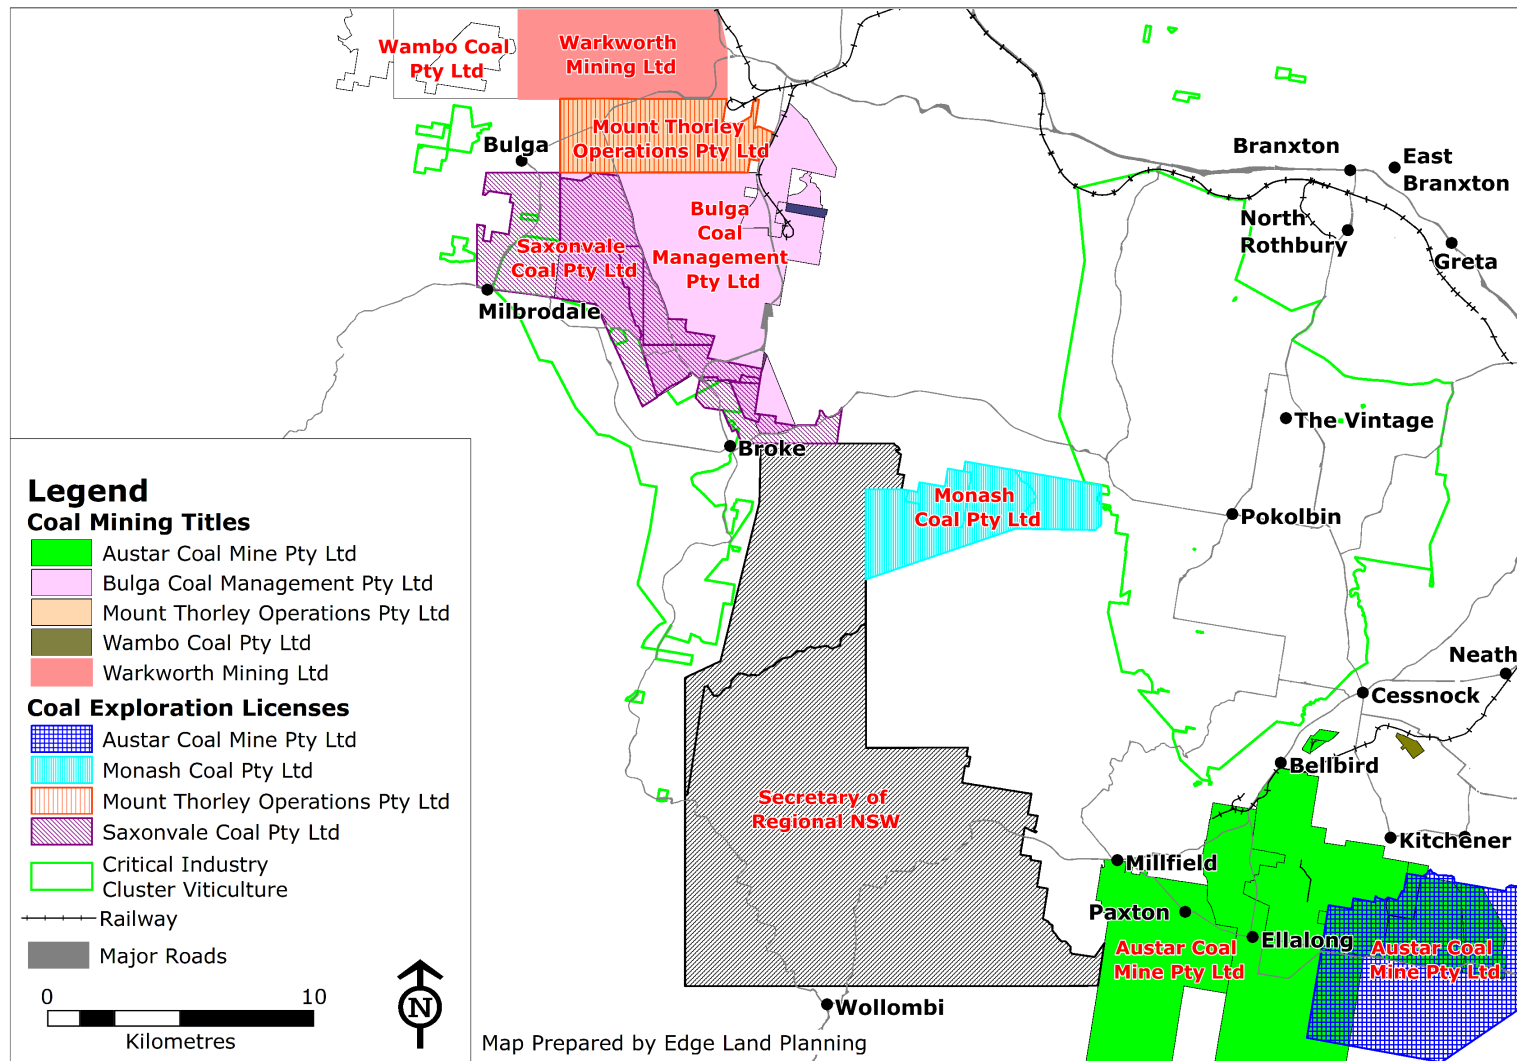 Wambo Coal
Pty Ltd
Warkworth
Mining Ltd
Mount Thorley
Operations Pty Ltd
Bulga
Branxton
East
Branxton
Bulga
Coal
Management
Pty Ltd
North
Rothbury
Saxonvale
Coal Pty Ltd
Greta
Milbrodale
The Vintage
Broke
Monash
Coal Pty Ltd
Pokolbin
Neath
Cessnock
Bellbird
Secretary of
Regional NSW
Kitchener
Millfield
Paxton
Ellalong
Austar Coal
Mine Pty Ltd
Austar Coal
Mine Pty Ltd
Wollombi
Legend
Coal Mining Titles
Austar Coal Mine Pty Ltd
Bulga Coal Management Pty Ltd
Mount Thorley Operations Pty Ltd
Wambo Coal Pty Ltd
Warkworth Mining Ltd
Coal Exploration Licenses
Austar Coal Mine Pty Ltd
Monash Coal Pty Ltd
Mount Thorley Operations Pty Ltd
Saxonvale Coal Pty Ltd
Critical Industry
Cluster Viticulture
Railway
Major Roads
0 10
Kilometres
N
Map Prepared by Edge Land Planning